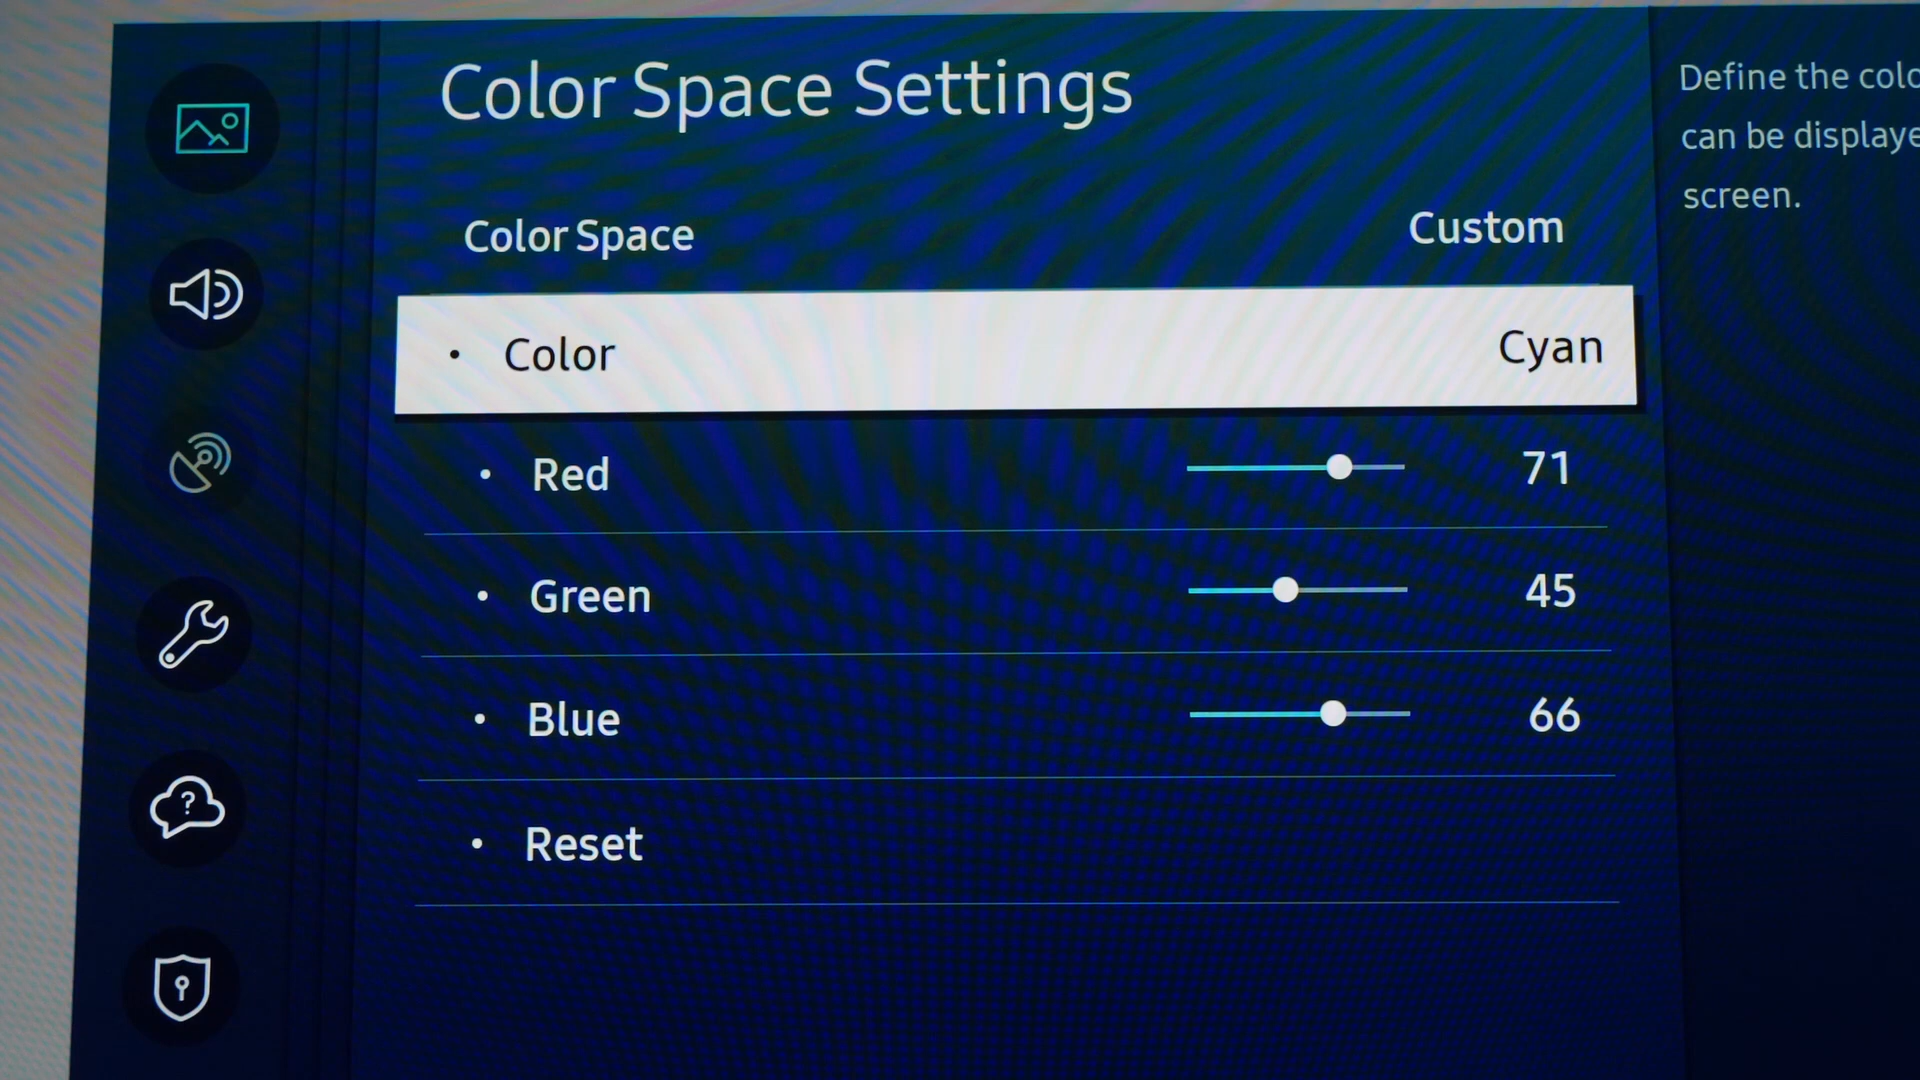 Color Space Settings
Color Space Custom
· Color Cyan
· Red 71
· Green 45
· Blue 66
· Reset
Define the colo
can be displaye
screen.
?